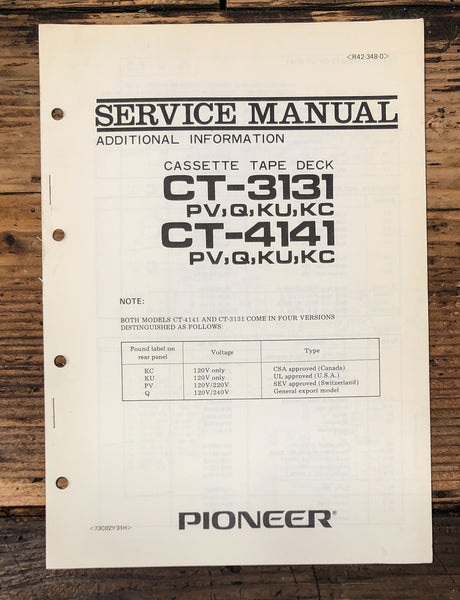 <R42-348-0>
SERVICE MANUAL
ADDITIONAL INFORMATION
CASSETTE TAPE DECK
CT-3131
PV,Q,KU,KC
CT-4141
PV,Q,KU,KC
NOTE:
BOTH MODELS CT-4141 AND CT-3131 COME IN FOUR VERSIONS
DISTINGUISHED AS FOLLOWS:
Pound label on rear panel Voltage Type
KC 120V only CSA approved (Canada)
KU 120V only UL approved (U.S.A.)
PV 120V/220V SEV approved (Switzerland)
Q 120V/240V General export model
PIONEER®
<73C02Y31H>